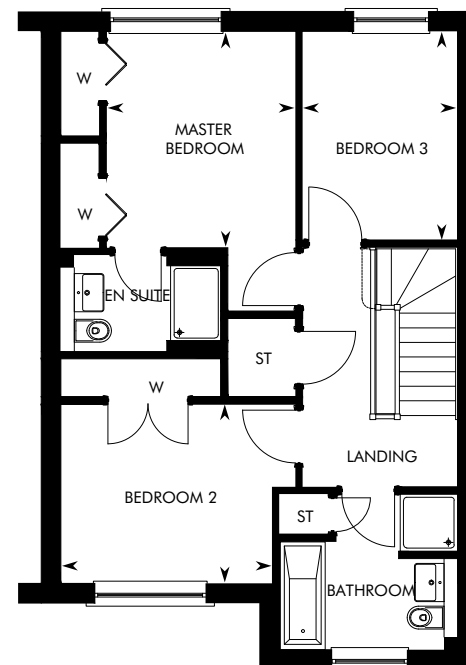 W
MASTER
BEDROOM
BEDROOM 3
W
EN SUITE
ST
W
LANDING
BEDROOM 2
ST
BATHROOM